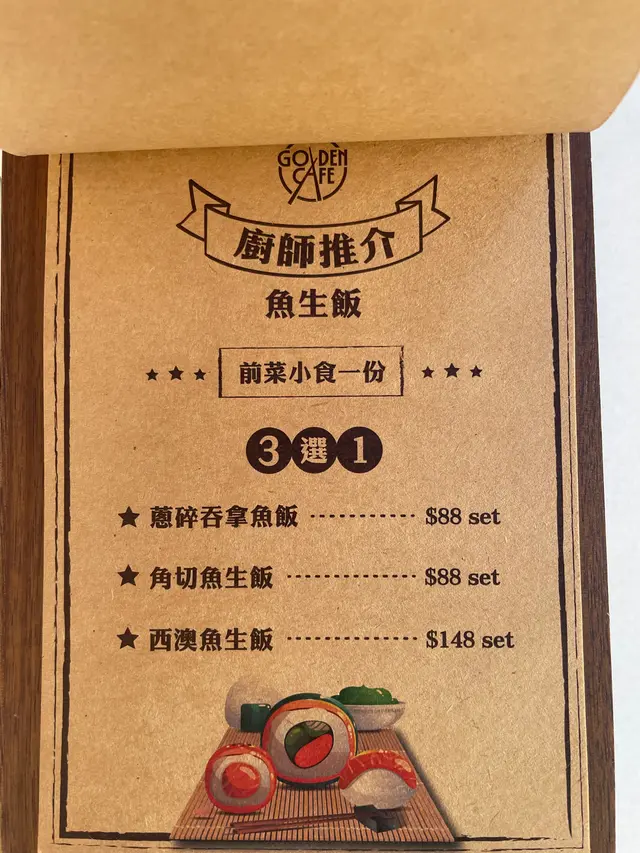 GOLDEN
CAFE
廚師推介
魚生飯
前菜小食一份
3選1
蔥碎吞拿魚飯 $88 set
角切魚生飯 $88 set
西澳魚生飯 $148 set